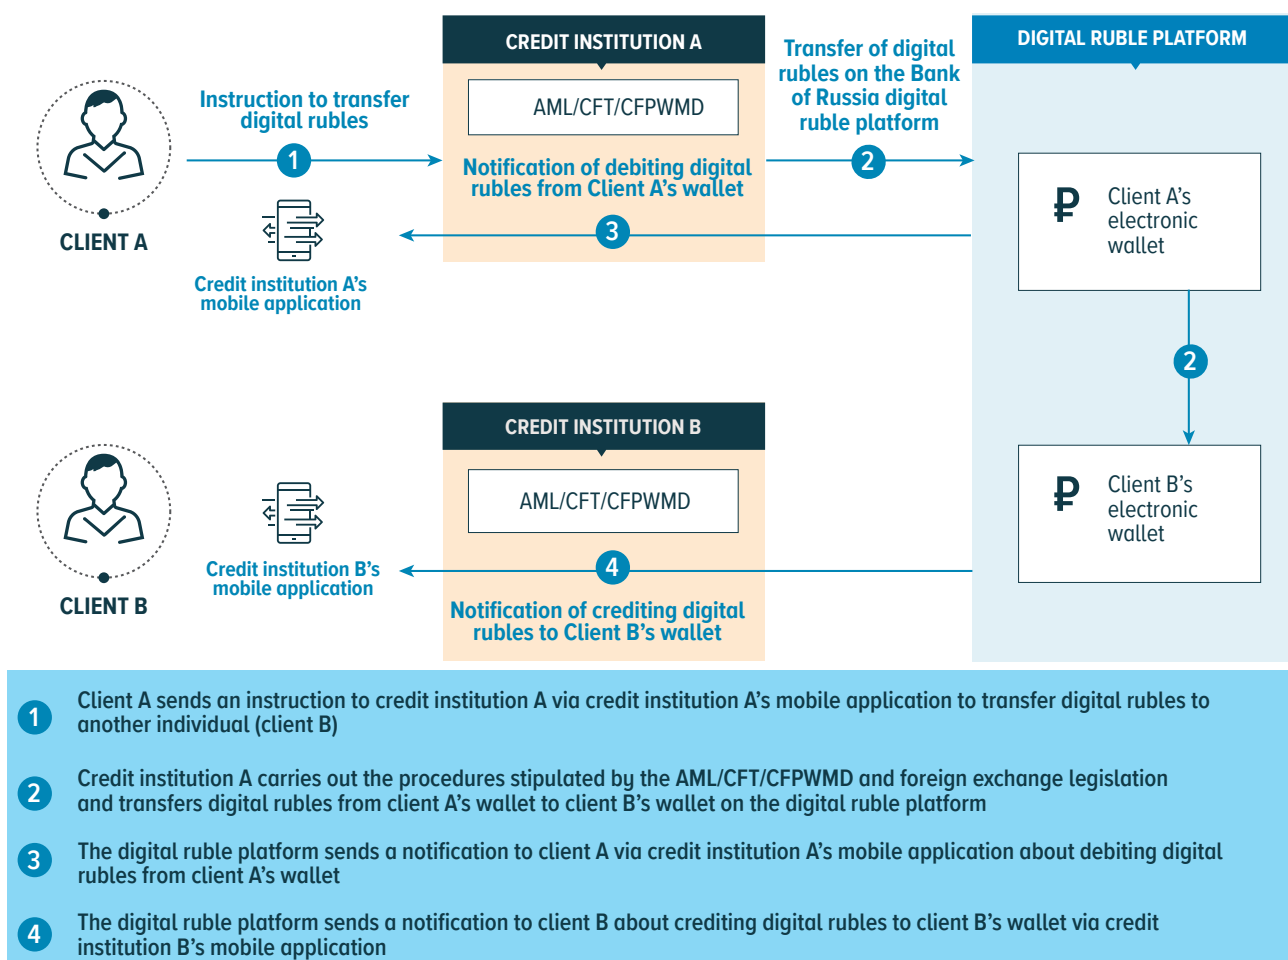 CREDIT INSTITUTION A
DIGITAL RUBLE PLATFORM
Transfer of digital
rubles on the Bank
of Russia digital
ruble platform
Instruction to transfer
digital rubles
AML/CFT/CFPWMD
1
2
Notification of debiting digital
rubles from Client A's wallet
3
CLIENT A
Credit institution A's
mobile application
₽
Client A's
electronic
wallet
2
CREDIT INSTITUTION B
AML/CFT/CFPWMD
₽
Client B's
electronic
wallet
4
Credit institution B's
mobile application
CLIENT B
Notification of crediting digital
rubles to Client B's wallet
1
Client A sends an instruction to credit institution A via credit institution A's mobile application to transfer digital rubles to
another individual (client B)
2
Credit institution A carries out the procedures stipulated by the AML/CFT/CFPWMD and foreign exchange legislation
and transfers digital rubles from client A's wallet to client B's wallet on the digital ruble platform
3
The digital ruble platform sends a notification to client A via credit institution A's mobile application about debiting digital
rubles from client A's wallet
4
The digital ruble platform sends a notification to client B about crediting digital rubles to client B's wallet via credit
institution B's mobile application